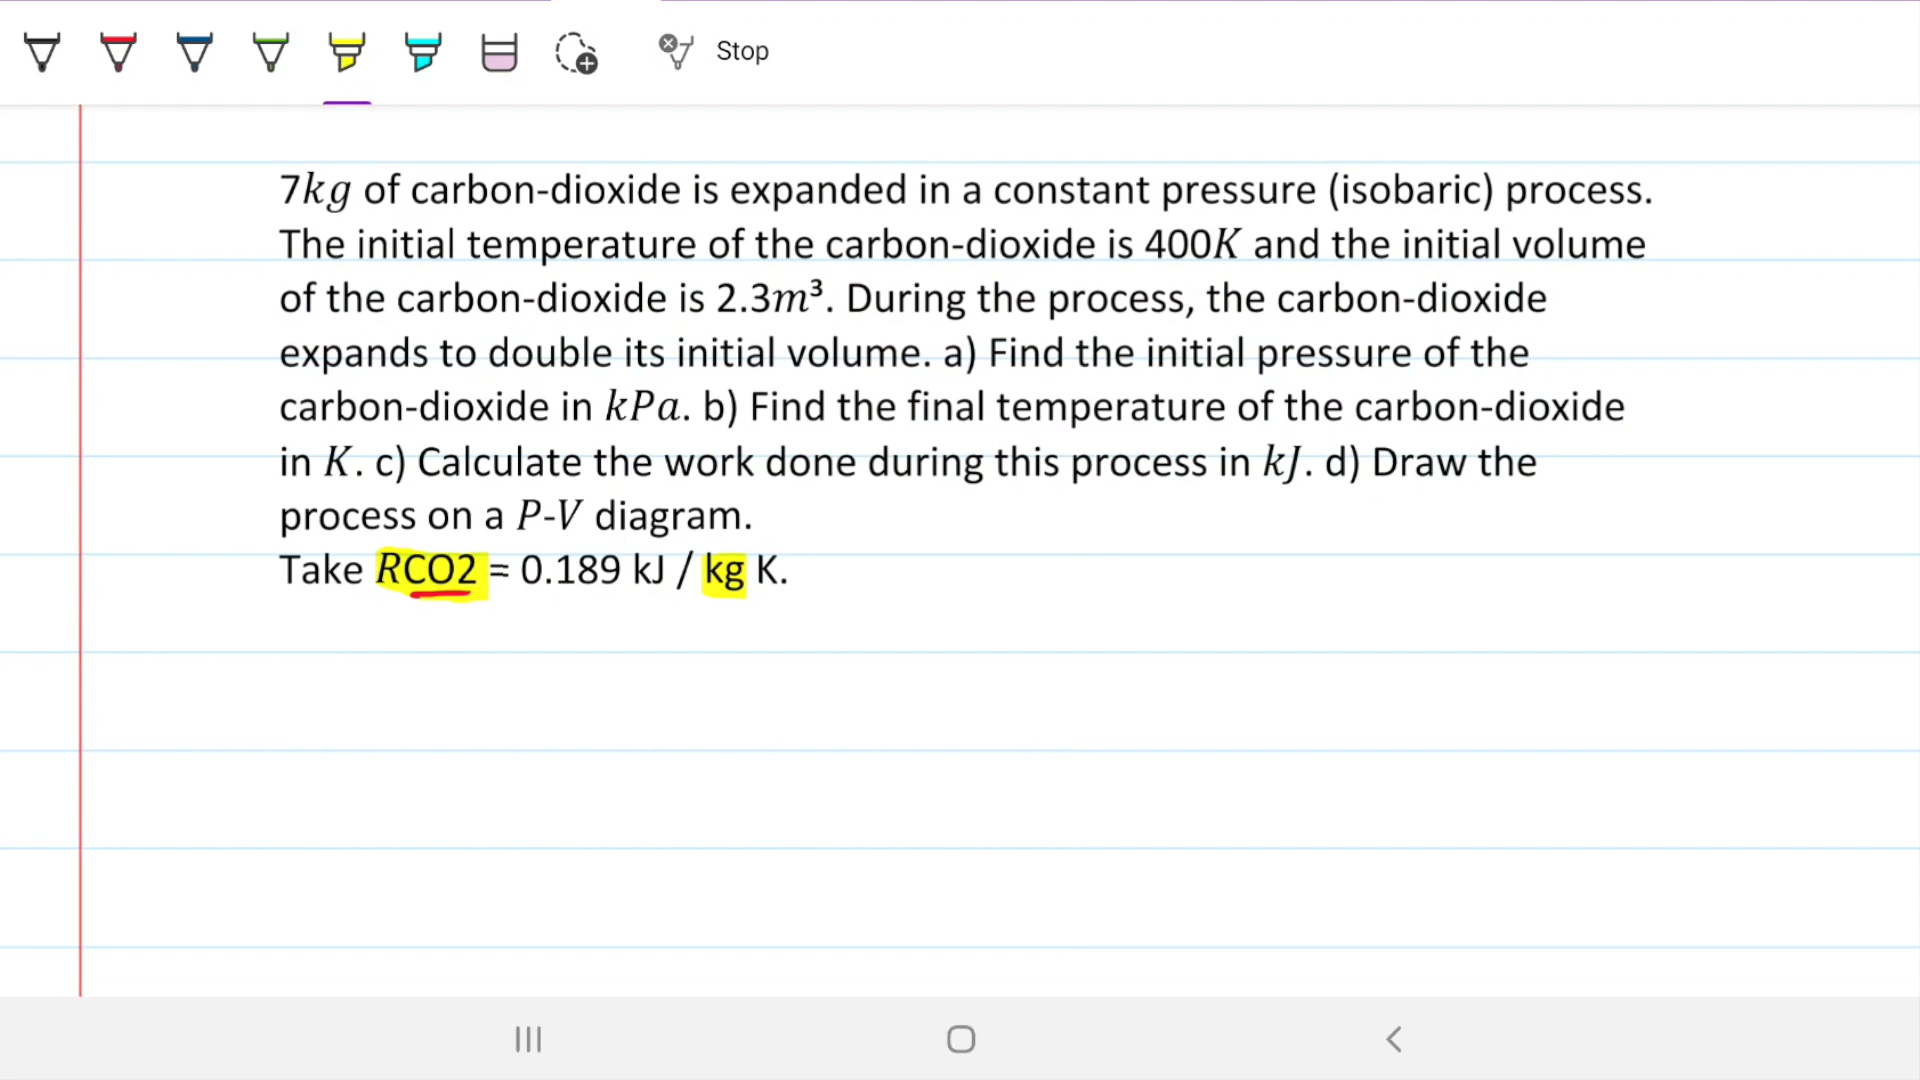 Stop
7kg of carbon-dioxide is expanded in a constant pressure (isobaric) process.
The initial temperature of the carbon-dioxide is 400K and the initial volume
of the carbon-dioxide is 2.3m³. During the process, the carbon-dioxide
expands to double its initial volume. a) Find the initial pressure of the
carbon-dioxide in kPa. b) Find the final temperature of the carbon-dioxide
in K. c) Calculate the work done during this process in kJ. d) Draw the
process on a P-V diagram.
Take RCO2 = 0.189 kJ / kg K.